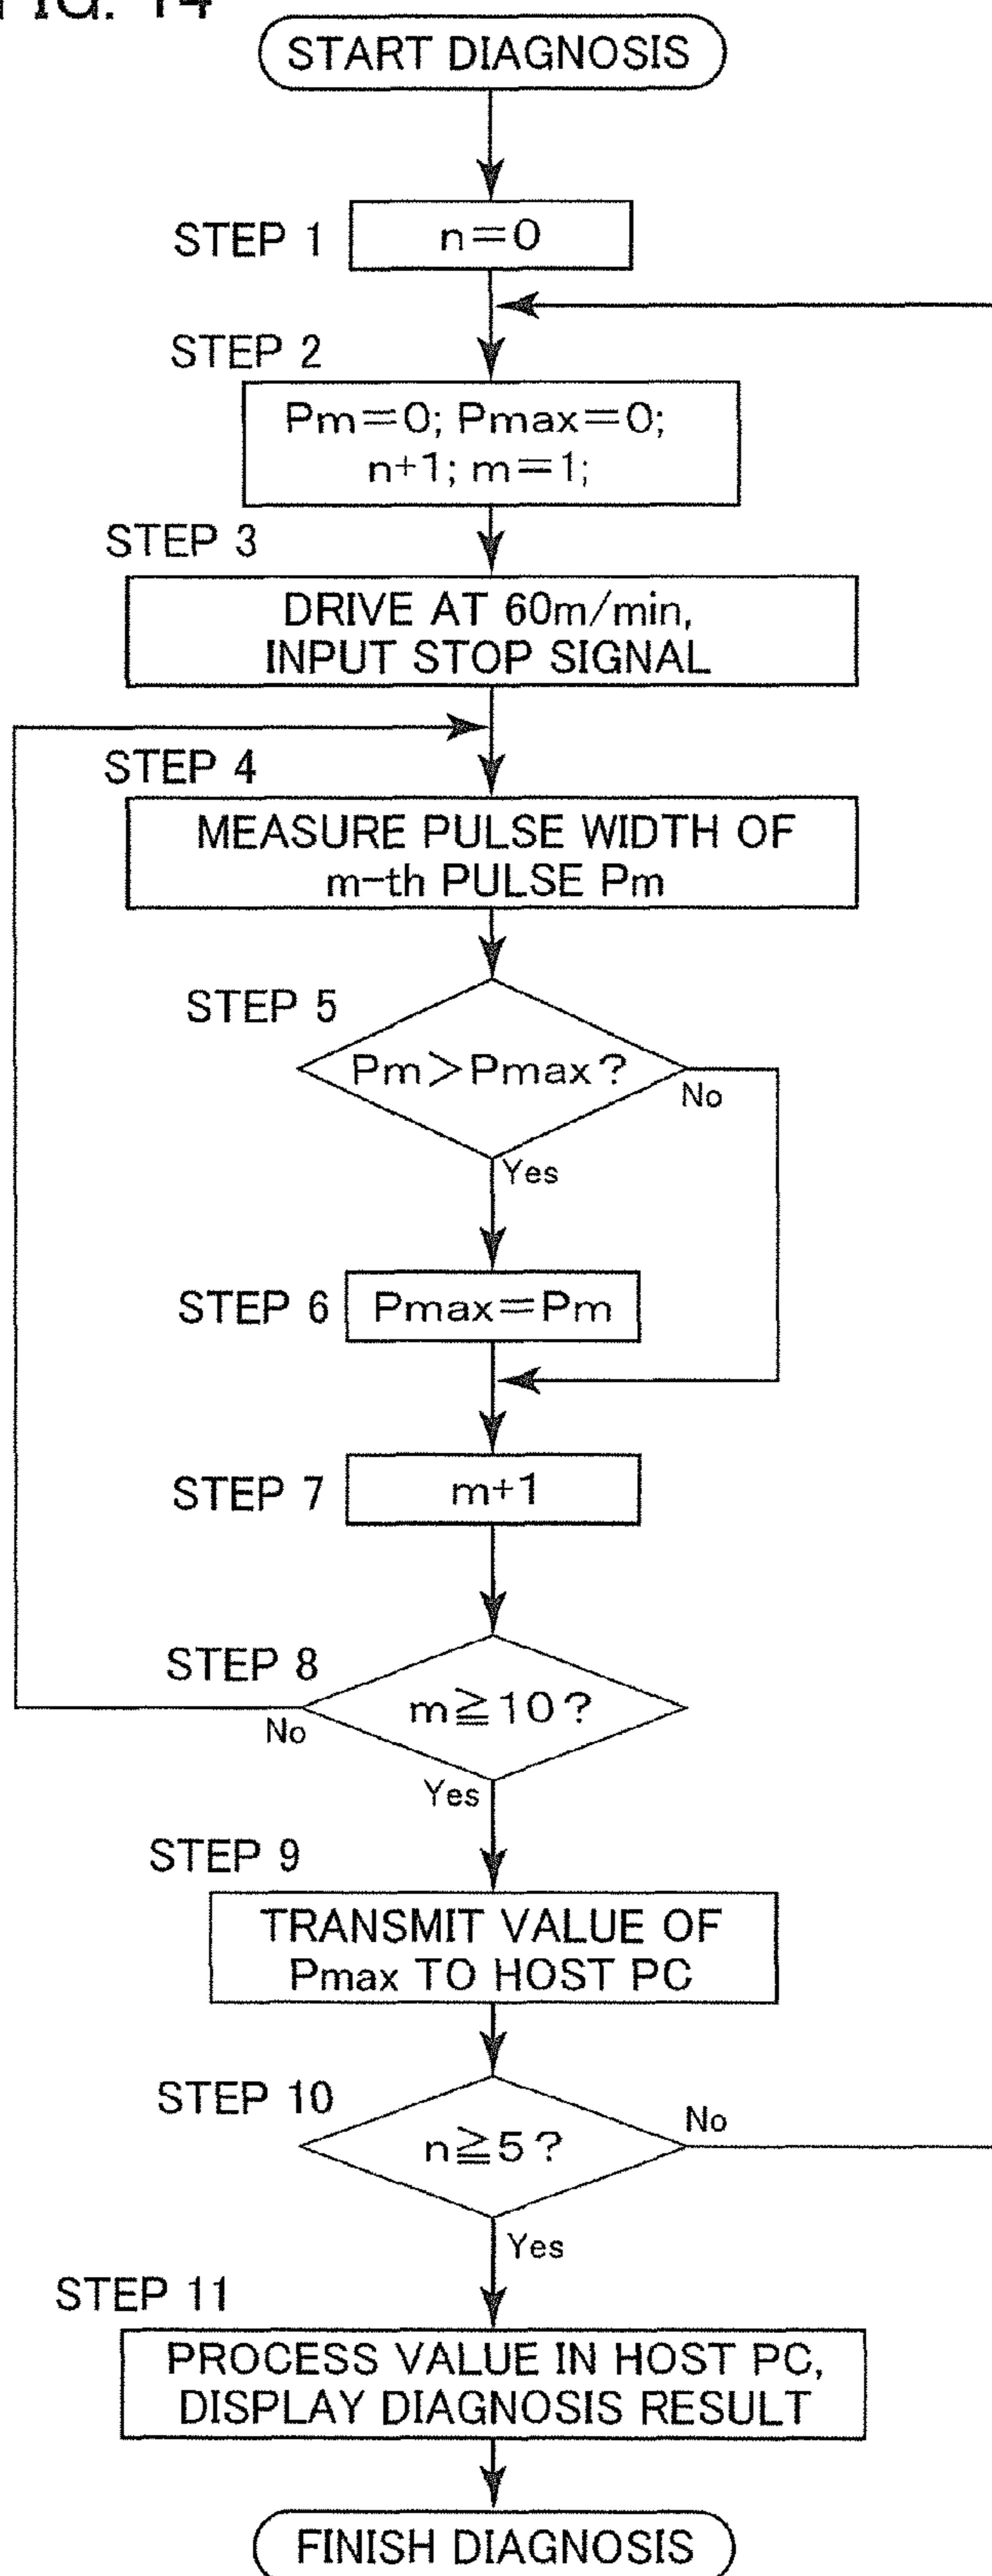 FIG. 14
START DIAGNOSIS
STEP 1
n=0
STEP 2
Pm=0; Pmax=0;
n+1; m=1;
STEP 3
DRIVE AT 60m/min,
INPUT STOP SIGNAL
STEP 4
MEASURE PULSE WIDTH OF
m-th PULSE Pm
STEP 5
Pm>Pmax?
No
Yes
STEP 6
Pmax=Pm
STEP 7
m+1
STEP 8
m≧10?
No
Yes
STEP 9
TRANSMIT VALUE OF
Pmax TO HOST PC
STEP 10
n≧5?
No
Yes
STEP 11
PROCESS VALUE IN HOST PC,
DISPLAY DIAGNOSIS RESULT
FINISH DIAGNOSIS